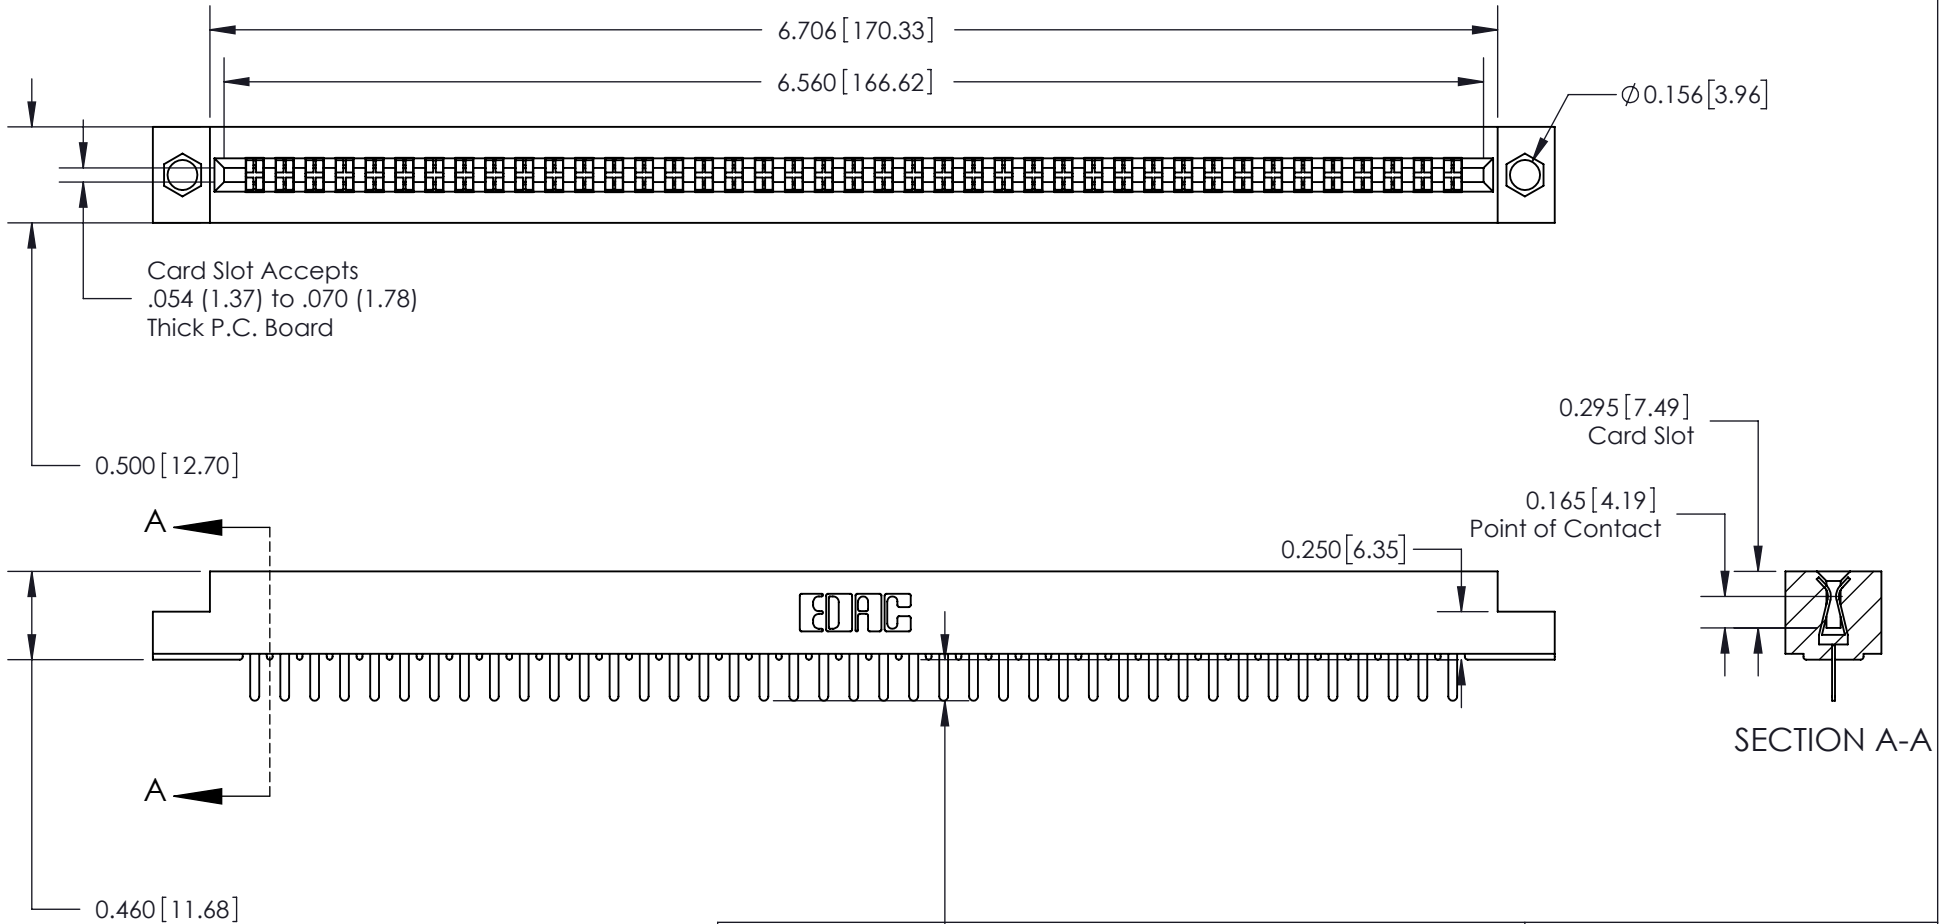 6.706 [170.33]
6.560 [166.62]
Ø0.156 [3.96]
Card Slot Accepts
.054 (1.37) to .070 (1.78)
Thick P.C. Board
0.295 [7.49]
Card Slot
0.500 [12.70]
0.165 [4.19]
Point of Contact
A
0.250 [6.35]
EDAC
SECTION A-A
A
0.460 [11.68]